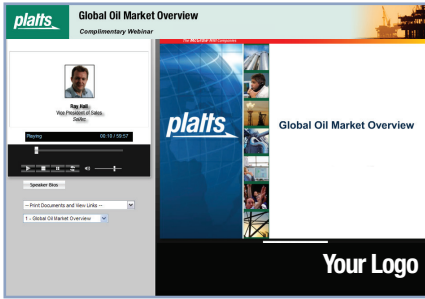 platts
Global Oil Market Overview
Complimentary Webinar
The McGraw-Hill Companies
Ray Hall
Vice President of Sales
Playing 00:10 / 59:57
Speaker Bios
-- Print Documents and View Links --
1 - Global Oil Market Overview
platts
Global Oil Market Overview
Your Logo